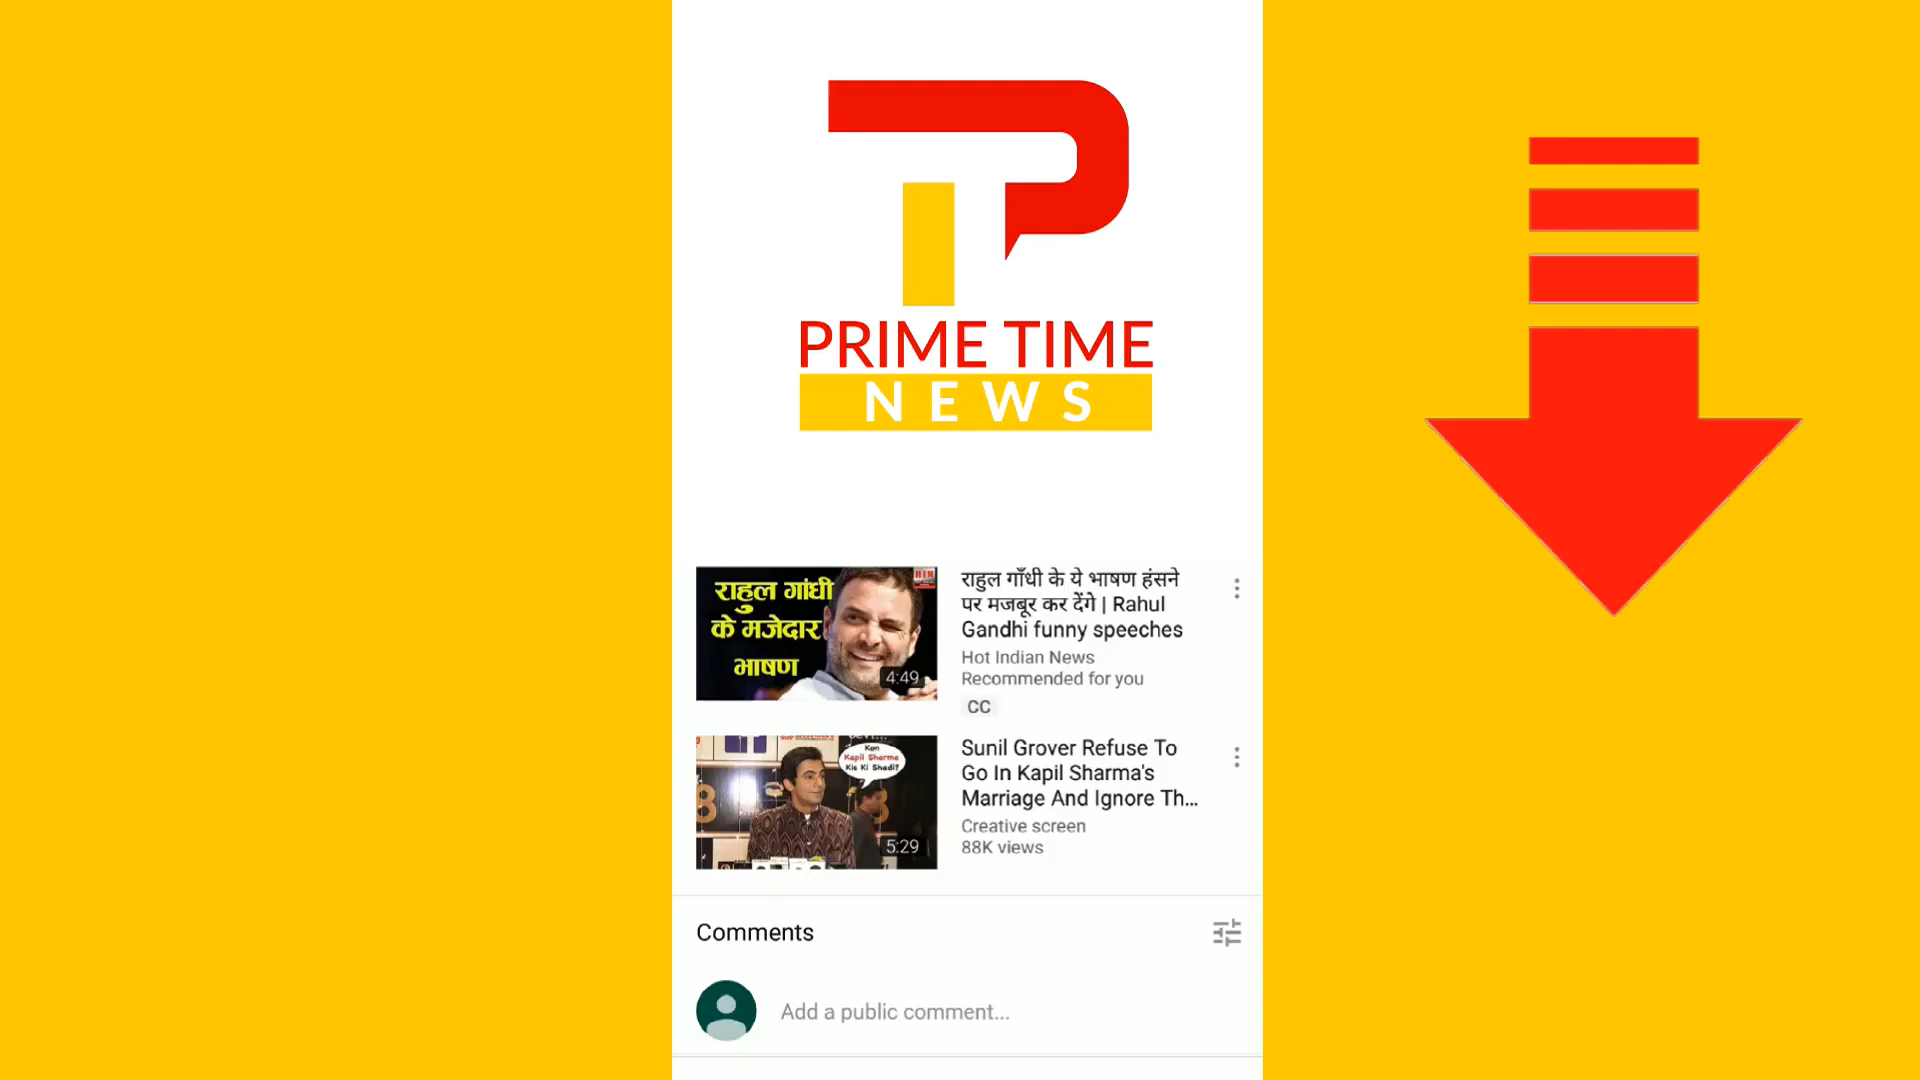 PRIME TIME
NEWS
राहुल गांधी
के मजेदार
भाषण
4:49
राहुल गाँधी के ये भाषण हंसने
पर मजबूर कर देंगे | Rahul
Gandhi funny speeches
Hot Indian News
Recommended for you
CC
Kon
Kapil Sharma
Kis Ki Shadi?
5:29
Sunil Grover Refuse To
Go In Kapil Sharma's
Marriage And Ignore Th...
Creative screen
88K views
Comments
Add a public comment...